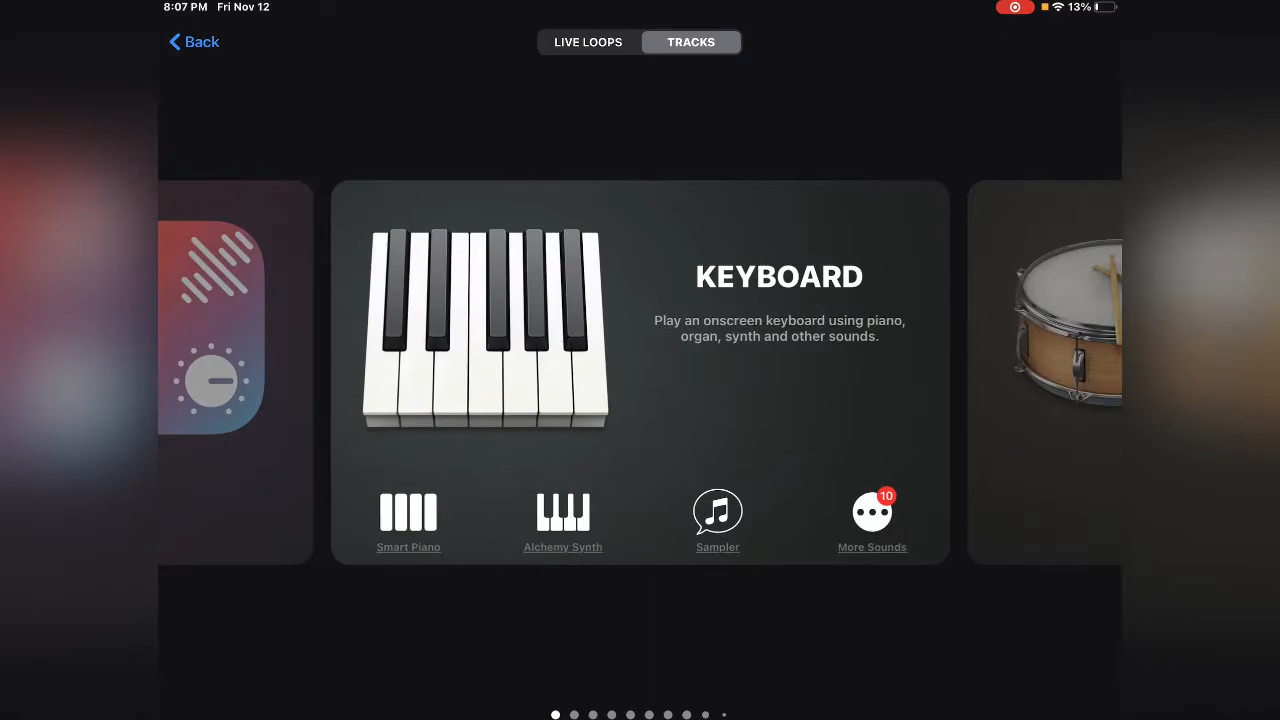 8:07 PM Fri Nov 12
13%
Back
LIVE LOOPS
TRACKS
KEYBOARD
Play an onscreen keyboard using piano,
organ, synth and other sounds.
10
Smart Piano
Alchemy Synth
Sampler
More Sounds